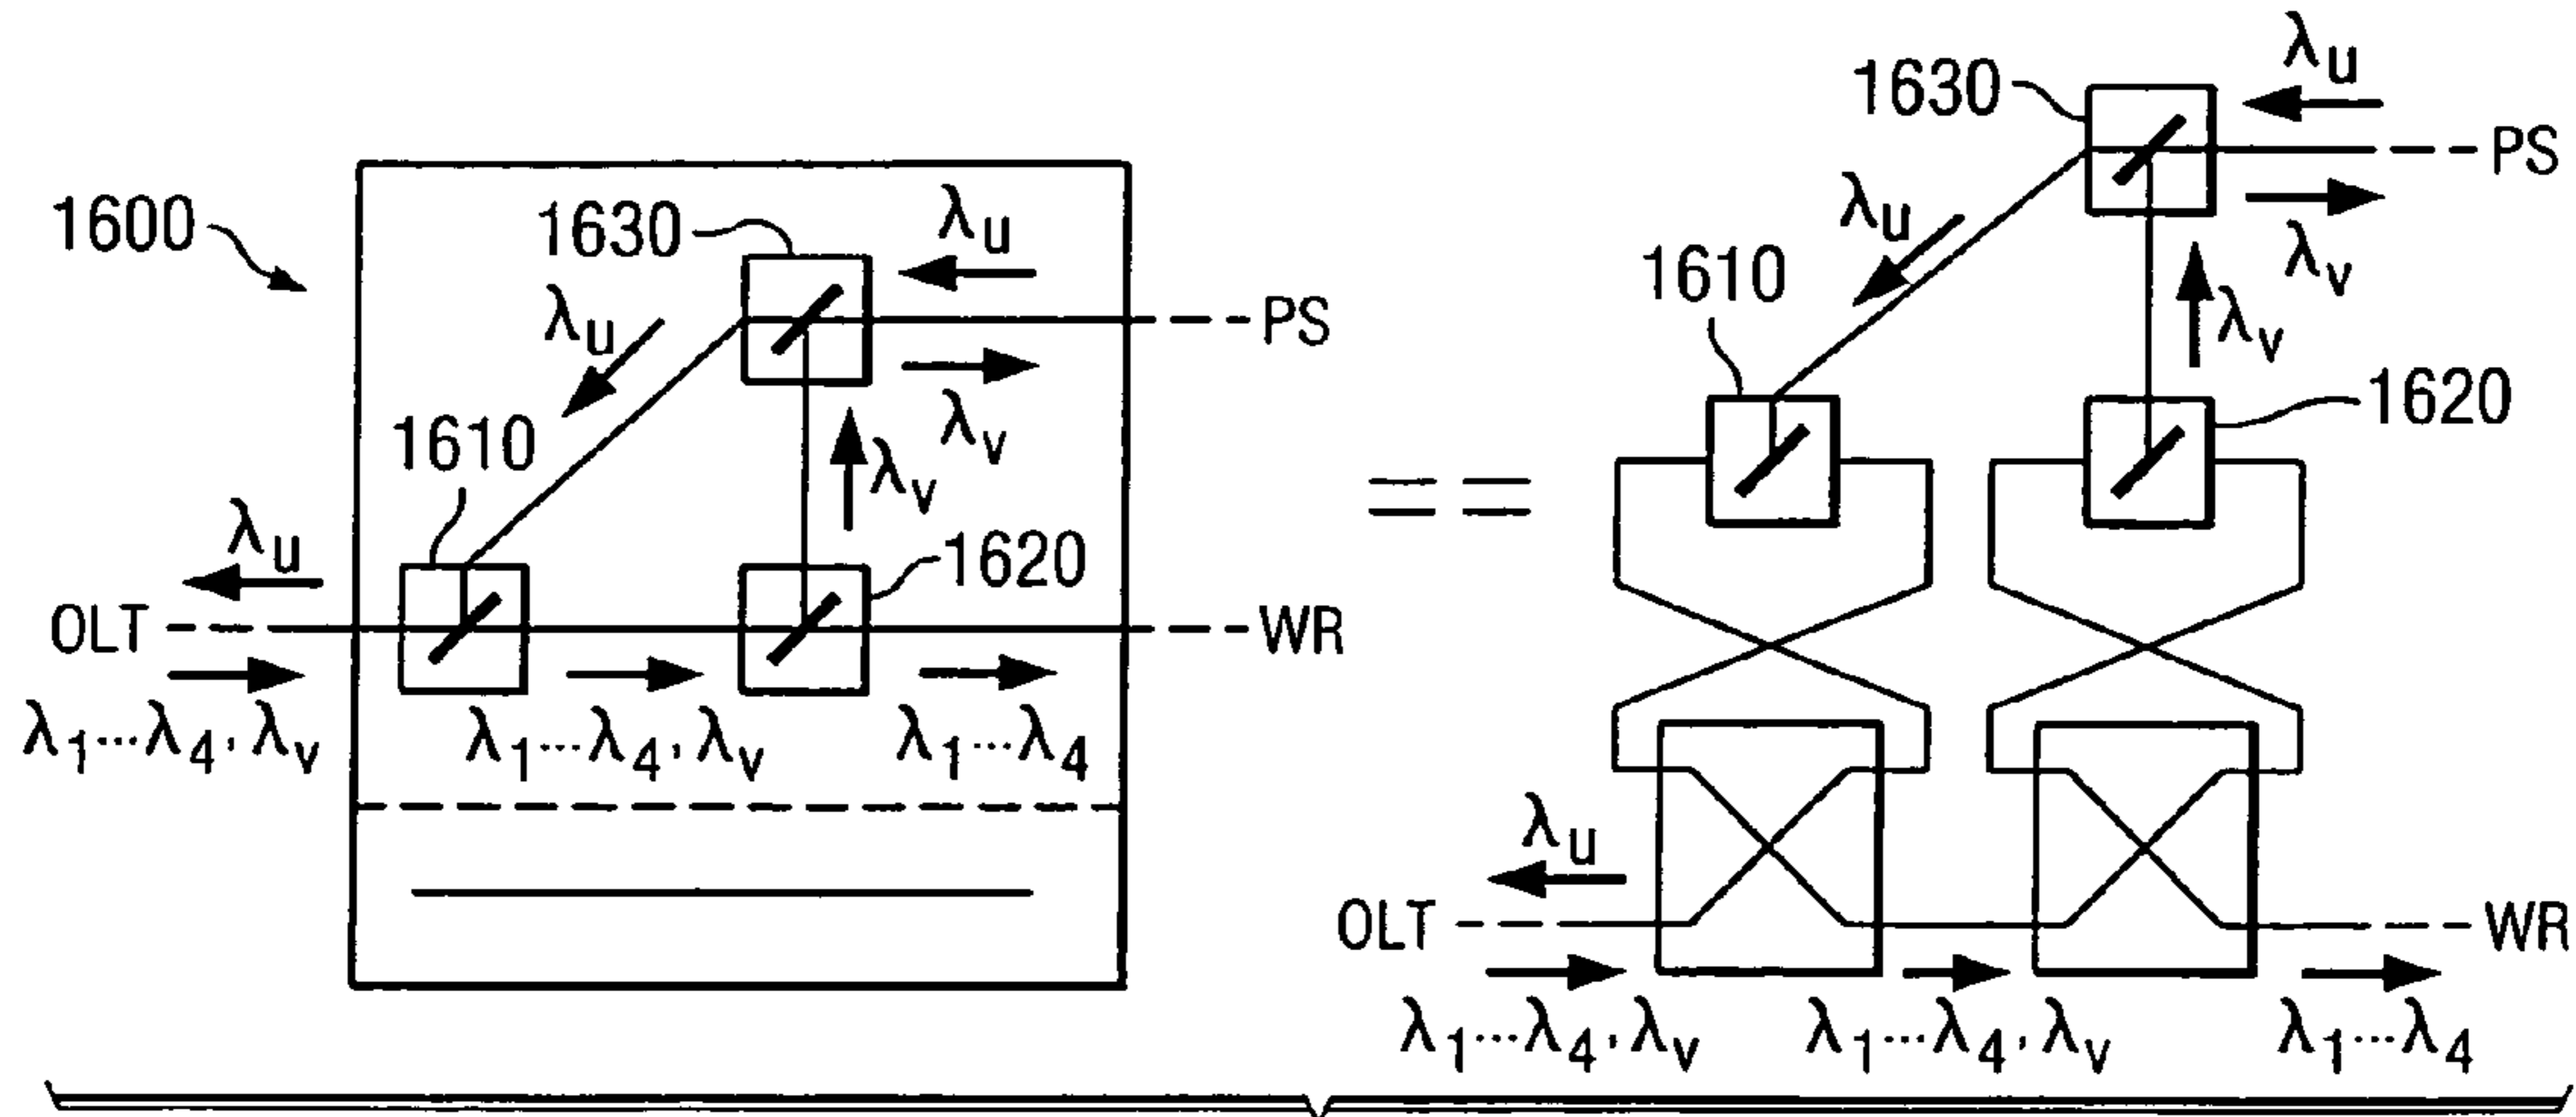 1600
1630
λu
PS
λu
λv
1610
λv
1620
λu
OLT
WR
λ1...λ4, λv
λ1...λ4, λv
λ1...λ4
==
1630
λu
PS
λu
λv
1610
λv
1620
λu
OLT
WR
λ1...λ4, λv
λ1...λ4, λv
λ1...λ4